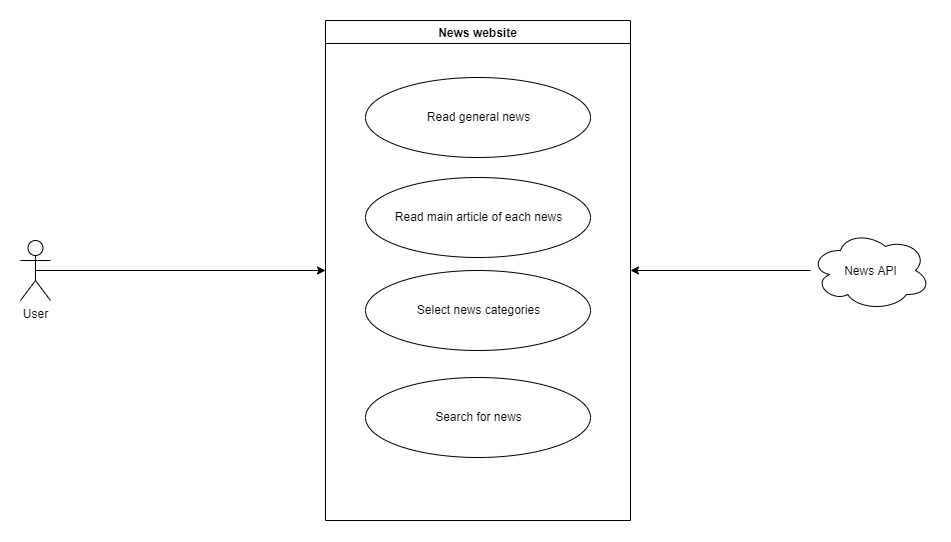 News website
Read general news
Read main article of each news
Select news categories
Search for news
User
News API